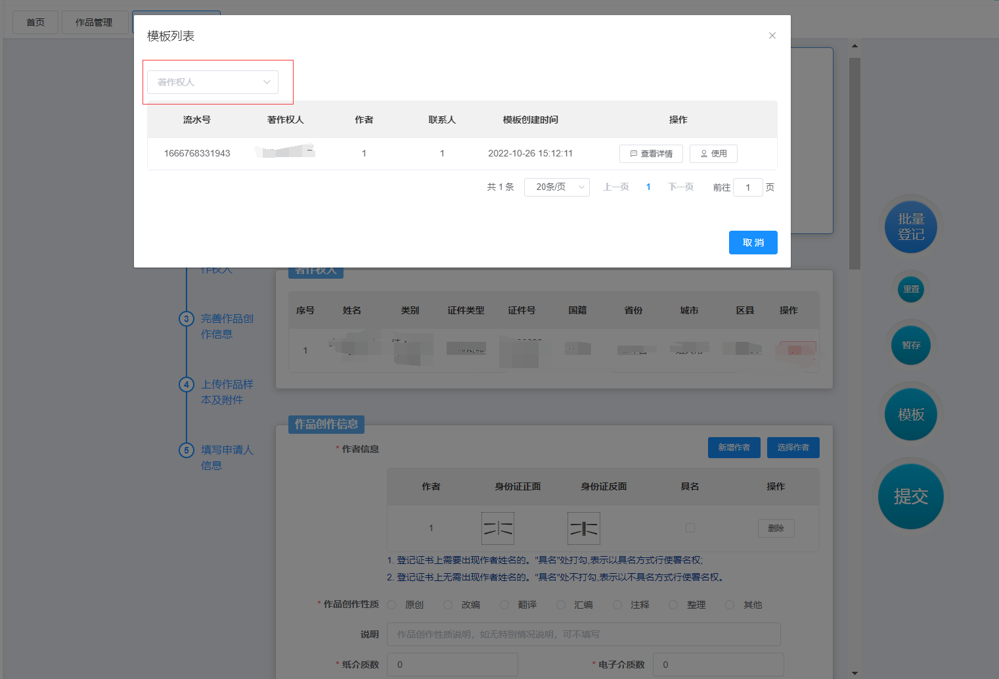 首页 作品管理
模板列表
著作权人
流水号 著作权人 作者 联系人 模板创建时间 操作
1666768331943 1 1 2022-10-26 15:12:11 查看详情 使用
共 1 条 20条/页 上一页 1 下一页 前往 1 页
取 消
批量
登记
重置
暂存
模板
提交
作权人
3 完善作品创
作信息
4 上传作品样
本及附件
5 填写申请人
信息
著作权人
序号 姓名 类别 证件类型 证件号 国籍 省份 城市 区县 操作
1
作品创作信息
* 作者信息 新增作者 选择作者
作者 身份证正面 身份证反面 具名 操作
1 删除
1. 登记证书上需要出现作者姓名的。"具名"处打勾,表示以具名方式行使署名权;
2. 登记证书上无需出现作者姓名的。"具名"处不打勾,表示以不具名方式行使署名权。
* 作品创作性质 原创 改编 翻译 汇编 注释 整理 其他
说明 作品创作性质说明，如无特别情况说明，可不填写
* 纸介质数 0 * 电子介质数 0